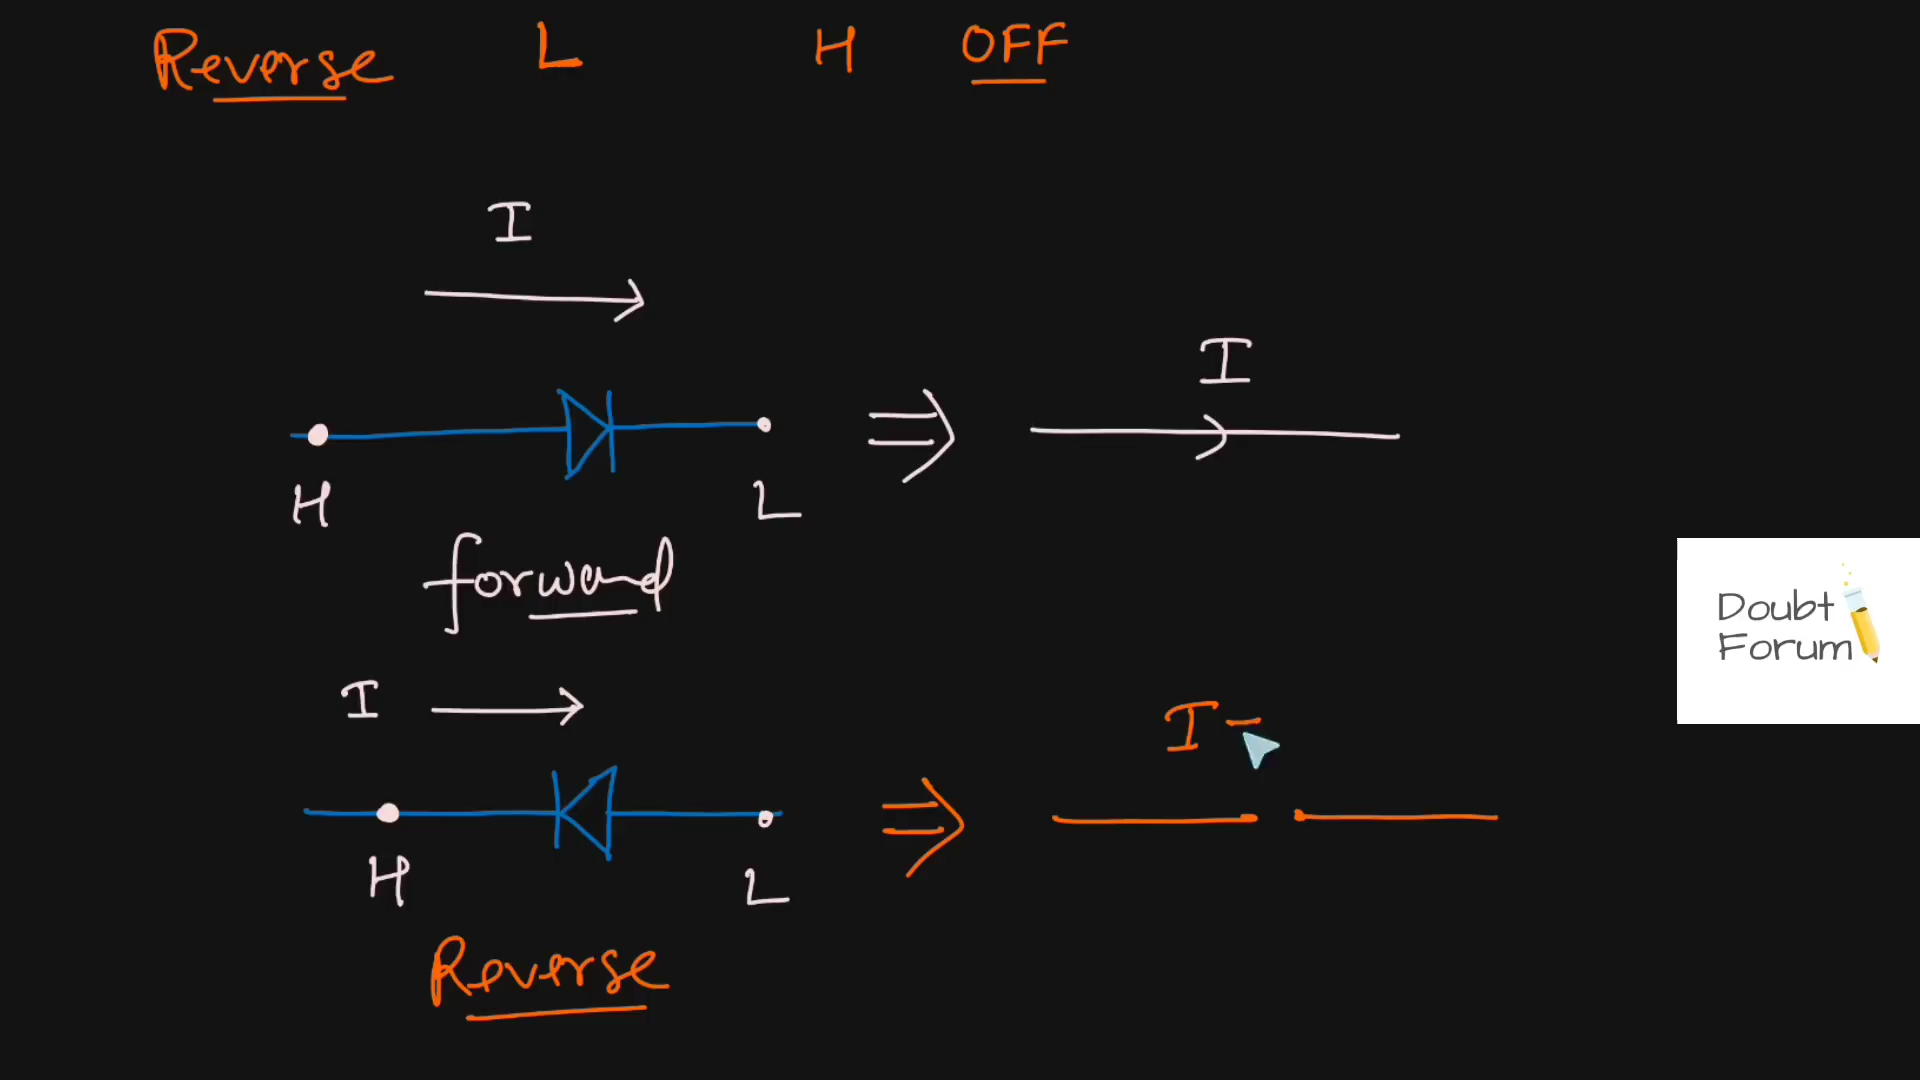 Reverse L H OFF
I
I
H L
forward
I
I =
H L
Reverse
Doubt
Forum